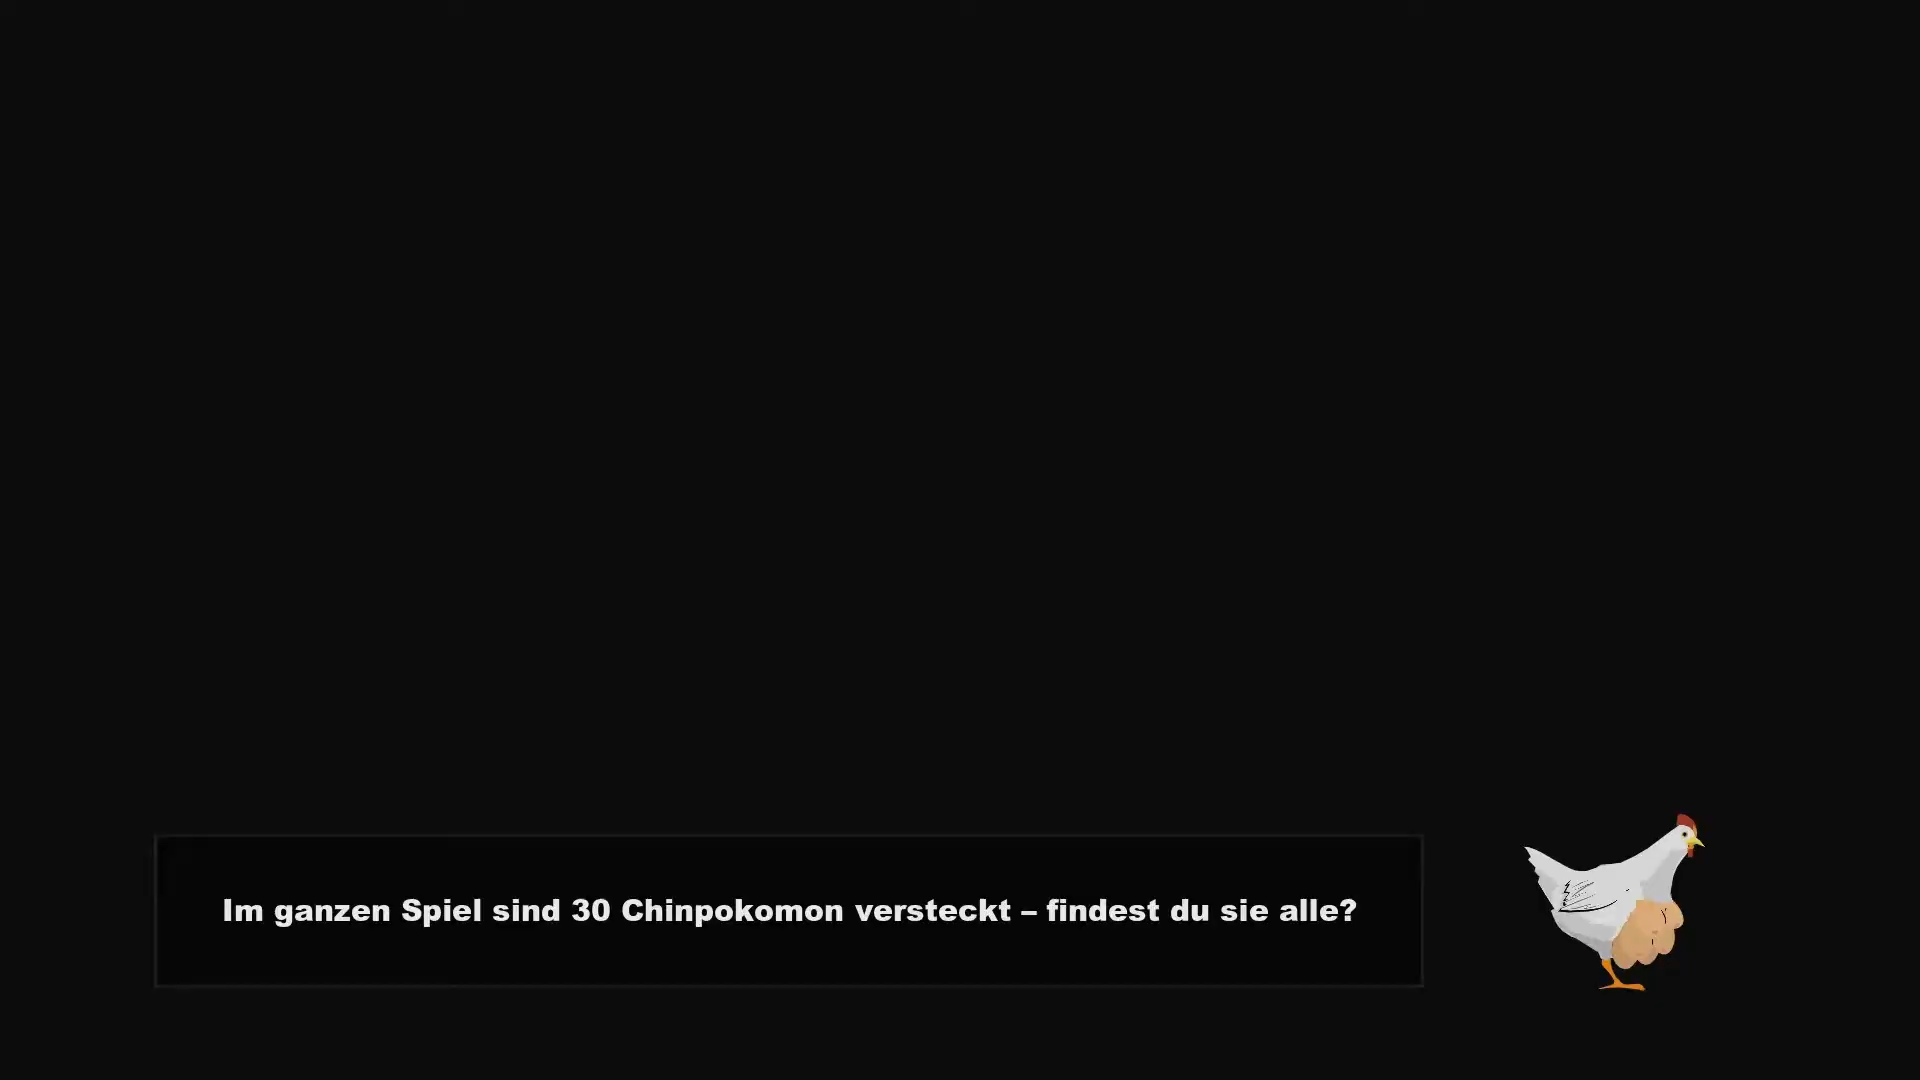 Im ganzen Spiel sind 30 Chinpokomon versteckt – findest du sie alle?